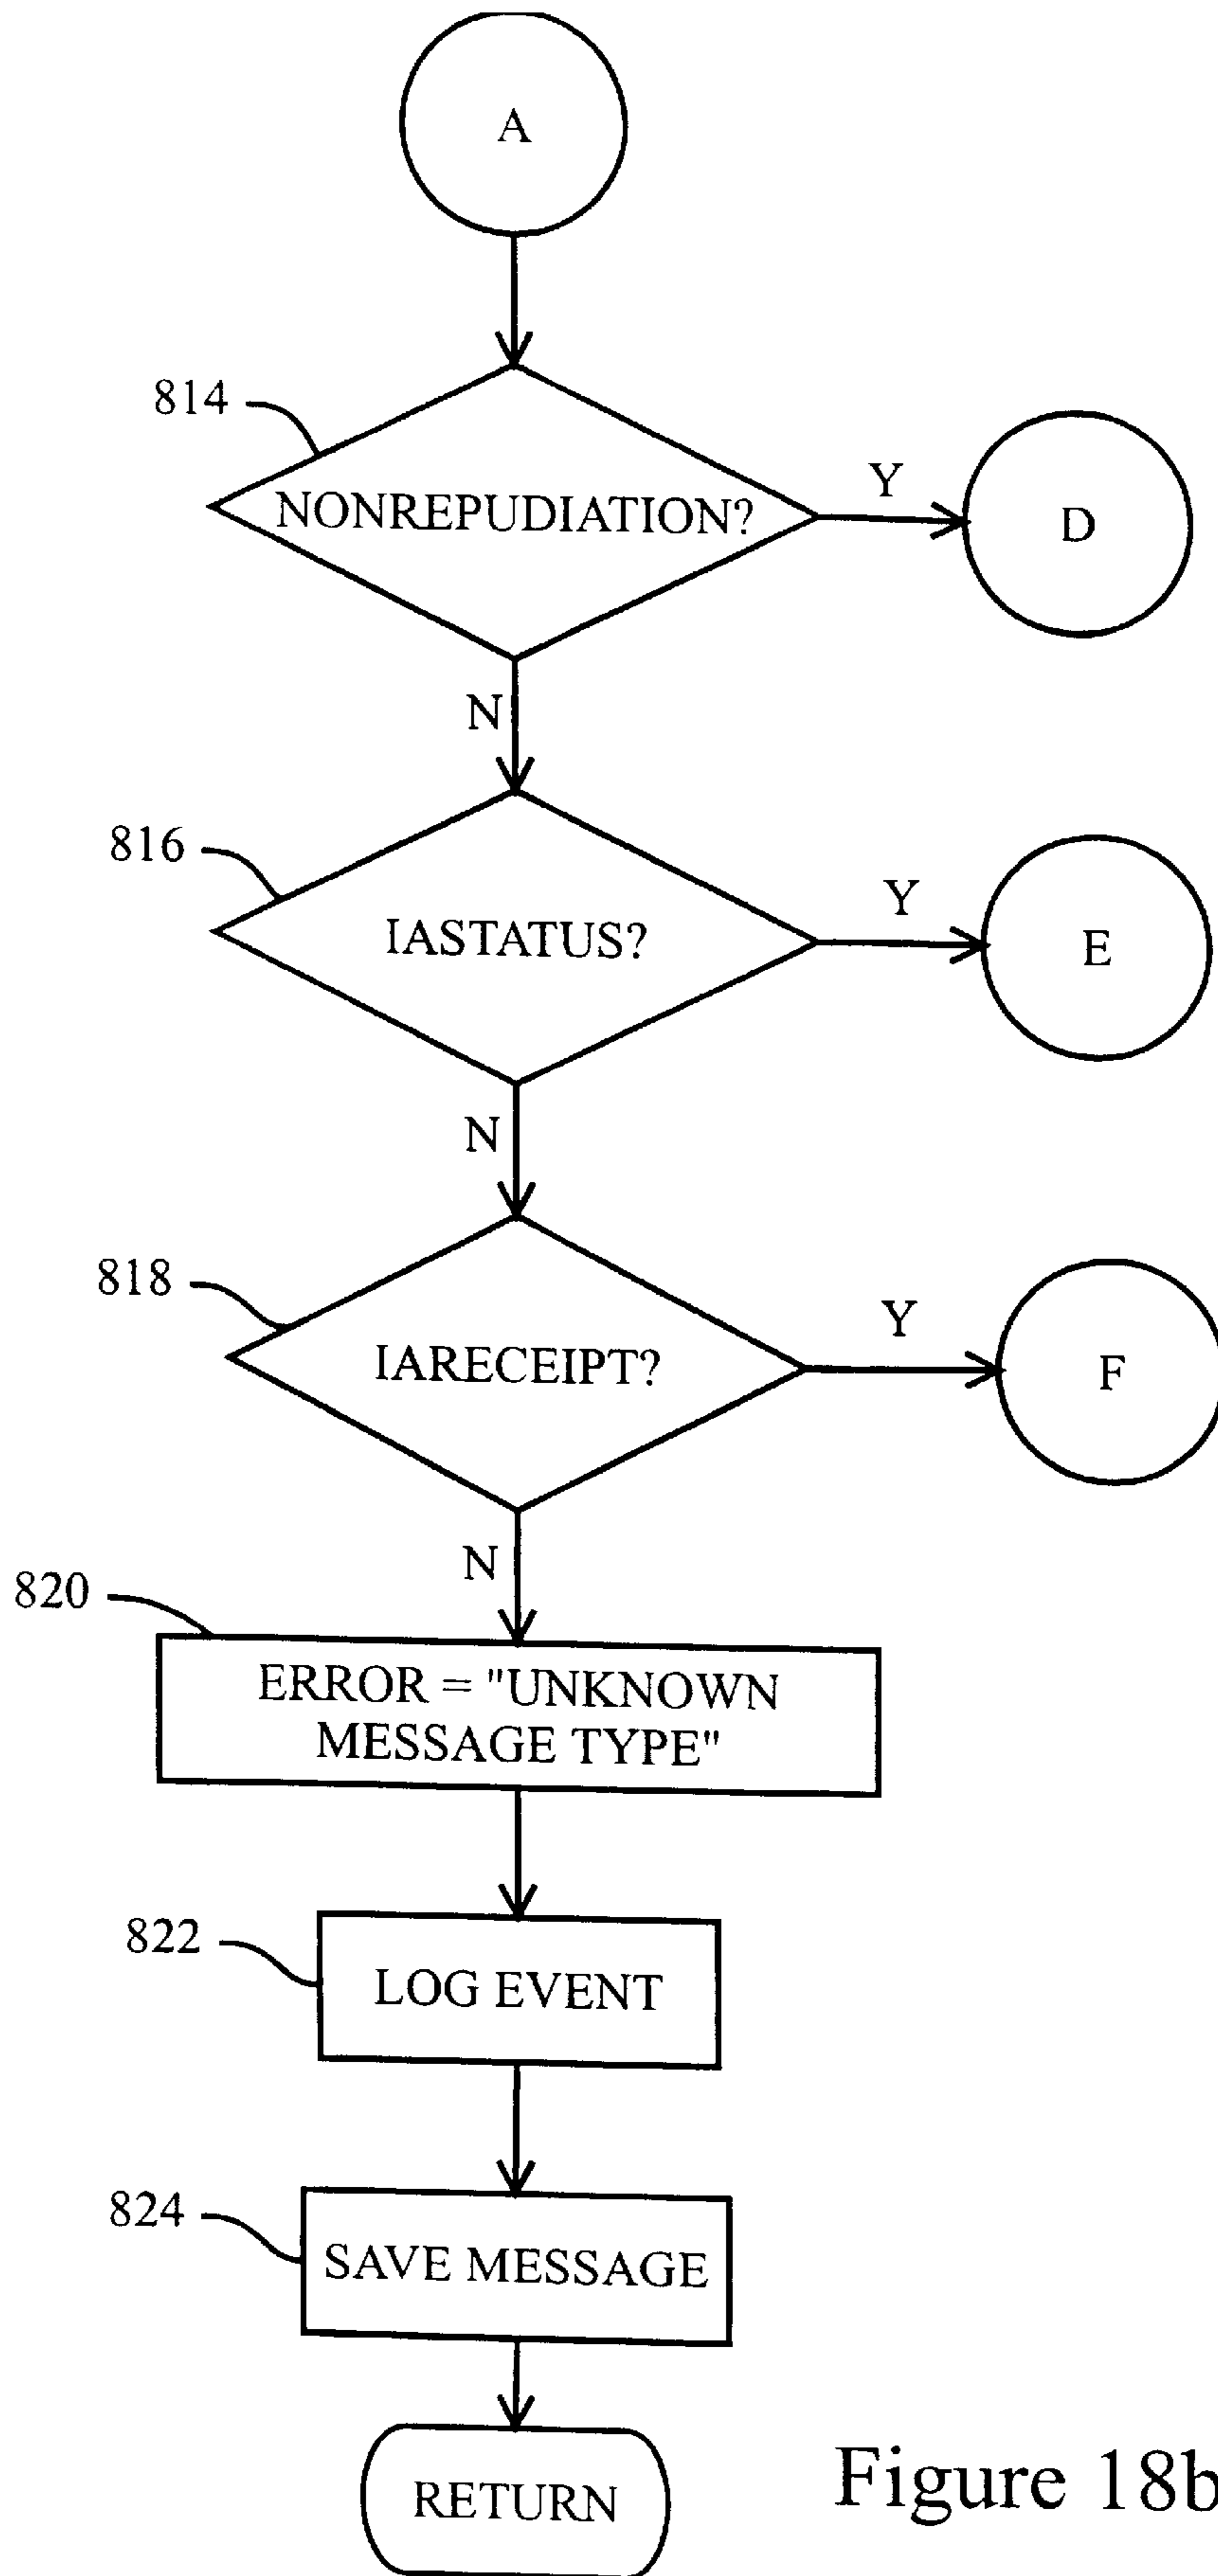 A
814
NONREPUDIATION?
Y
D
N
816
IASTATUS?
Y
E
N
818
IARECEIPT?
Y
F
N
820
ERROR = "UNKNOWN
MESSAGE TYPE"
822
LOG EVENT
824
SAVE MESSAGE
RETURN
Figure 18b